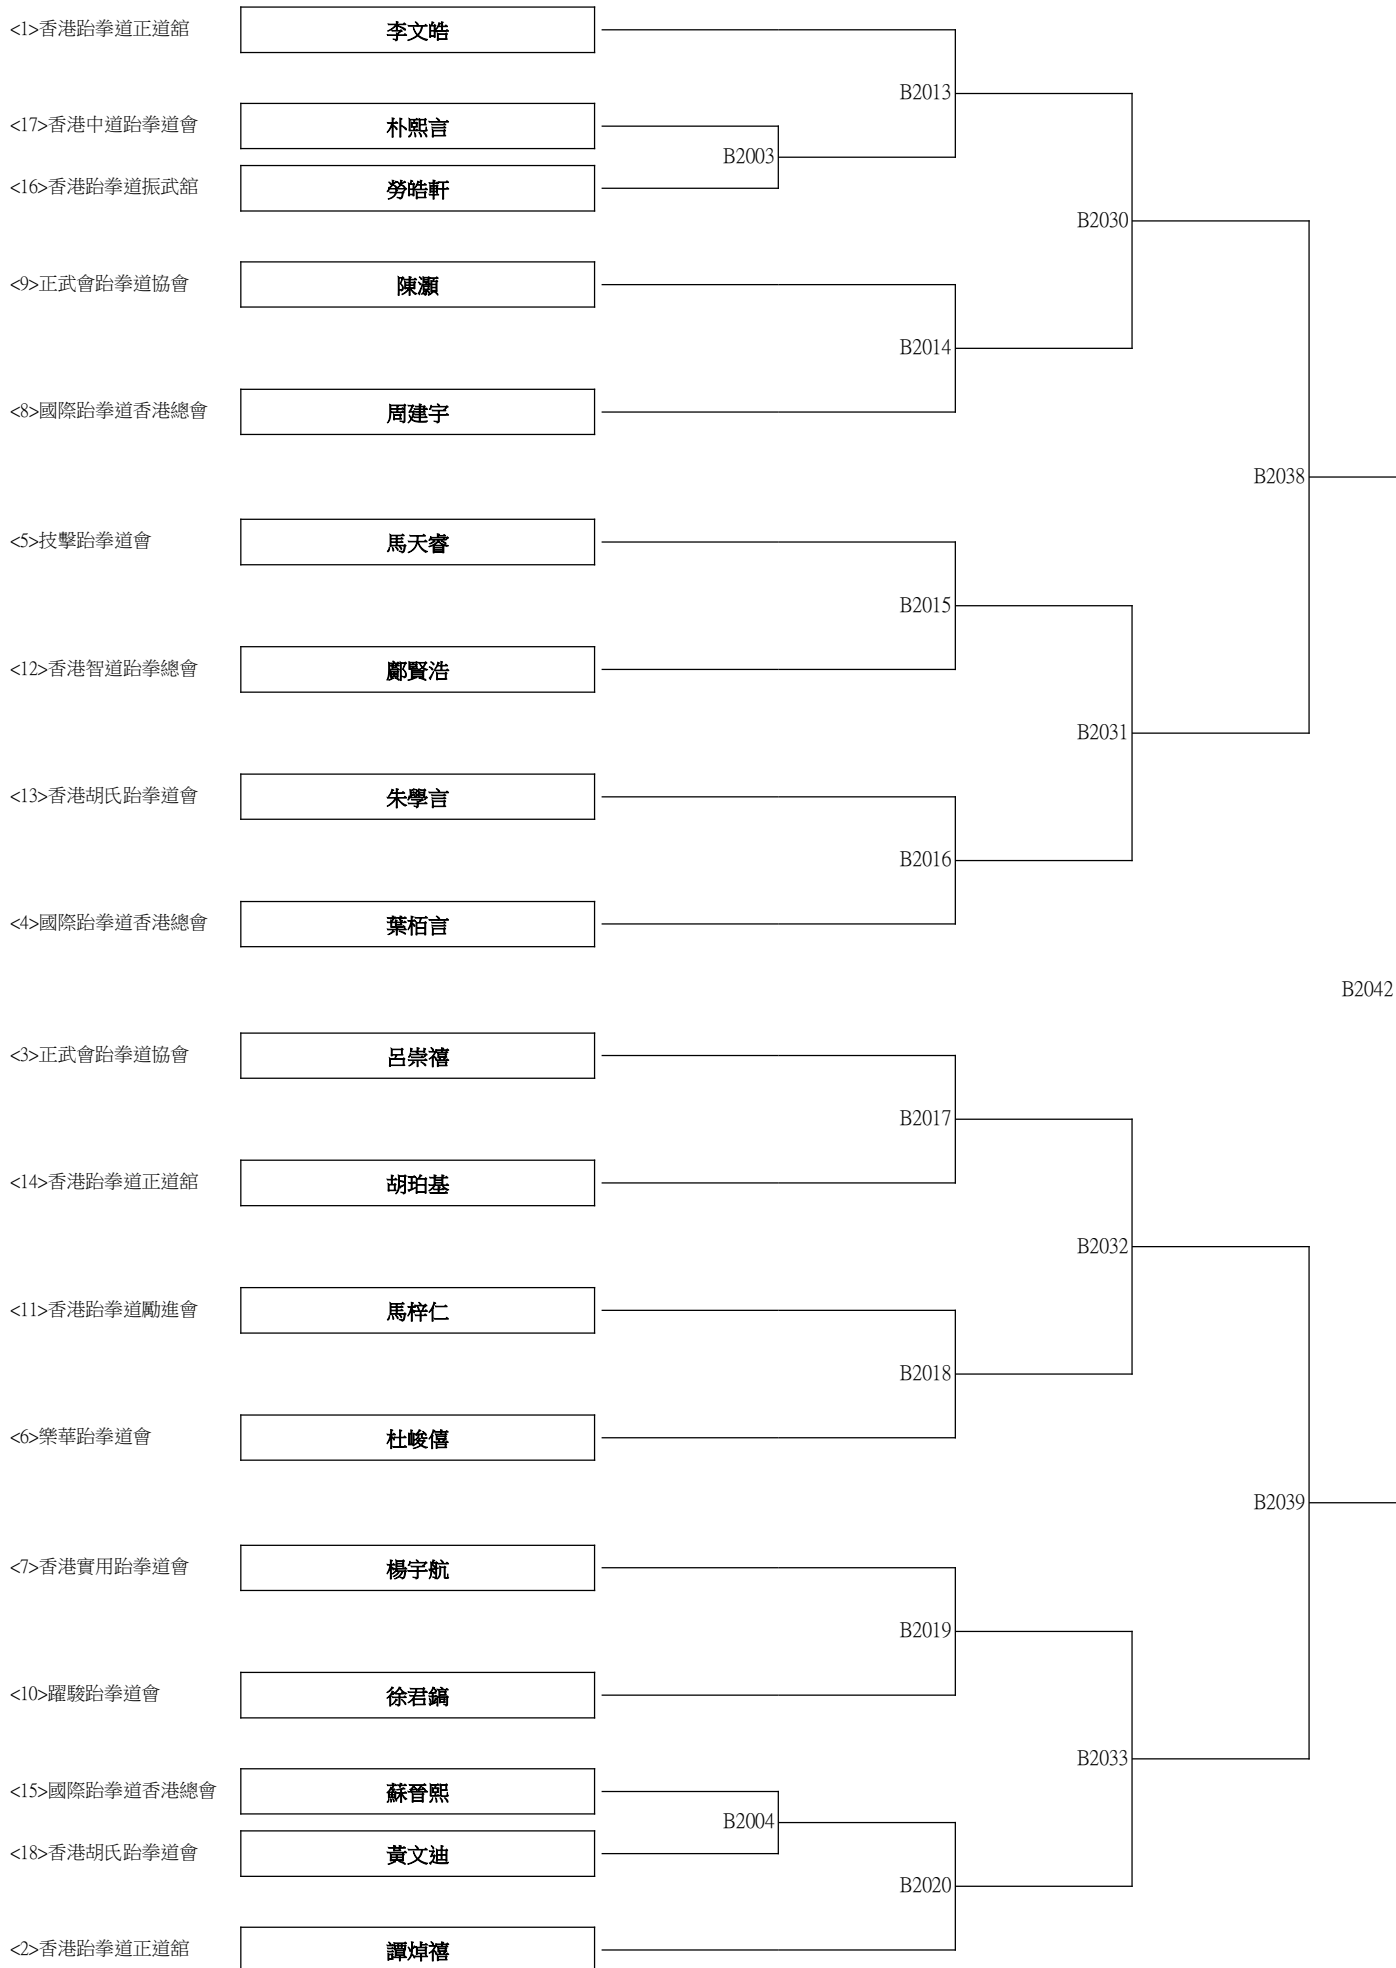 <1>香港跆拳道正道舘 李文皓
B2013
<17>香港中道跆拳道會 朴熙言
B2003
<16>香港跆拳道振武舘 勞皓軒
B2030
<9>正武會跆拳道協會 陳灝
B2014
<8>國際跆拳道香港總會 周建宇
B2038
<5>技擊跆拳道會 馬天睿
B2015
<12>香港智道跆拳總會 鄺賢浩
B2031
<13>香港胡氏跆拳道會 朱學言
B2016
<4>國際跆拳道香港總會 葉栢言
B2042
<3>正武會跆拳道協會 呂崇禧
B2017
<14>香港跆拳道正道舘 胡珀基
B2032
<11>香港跆拳道勵進會 馬梓仁
B2018
<6>樂華跆拳道會 杜峻僖
B2039
<7>香港實用跆拳道會 楊宇航
B2019
<10>躍駿跆拳道會 徐君鎬
B2033
<15>國際跆拳道香港總會 蘇晉熙
B2004
<18>香港胡氏跆拳道會 黃文迪
B2020
<2>香港跆拳道正道舘 譚焯禧